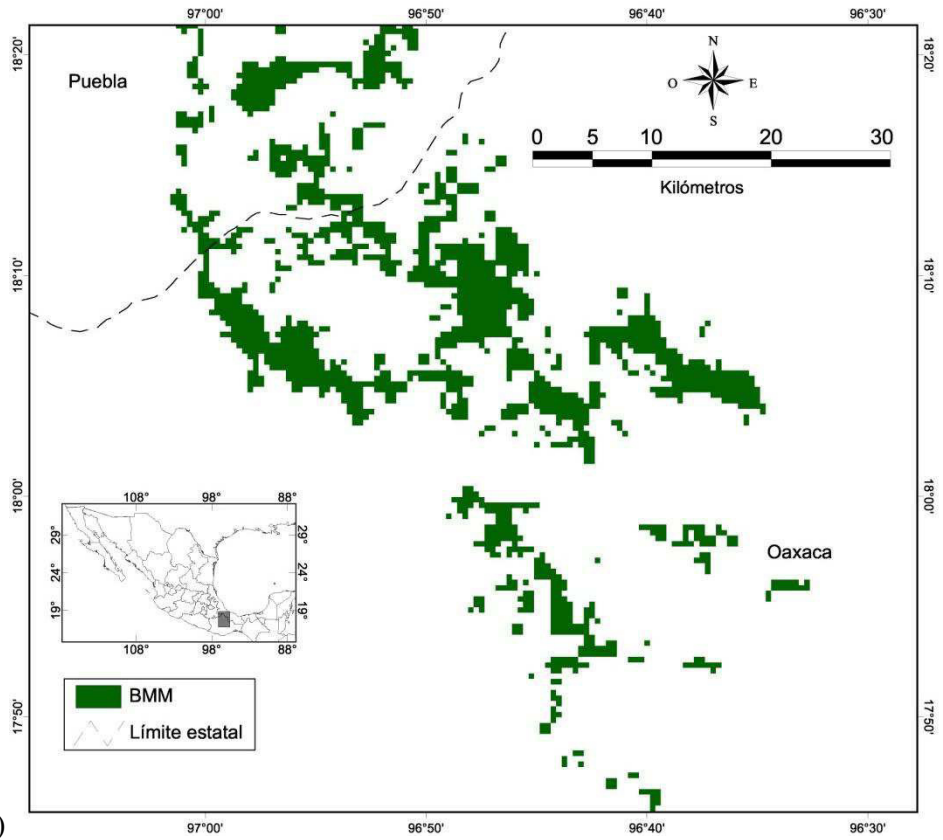 97°00' 96°50' 96°40' 96°30'
18°20' 18°20'
Puebla
N
O E
S
0 5 10 20 30
Kilómetros
18°10' 18°10'
18°00' 18°00'
108° 98° 88°
29° 29°
24° 24°
19° 19°
108° 98° 88°
Oaxaca
BMM
Límite estatal
17°50' 17°50'
)
97°00' 96°50' 96°40' 96°30'